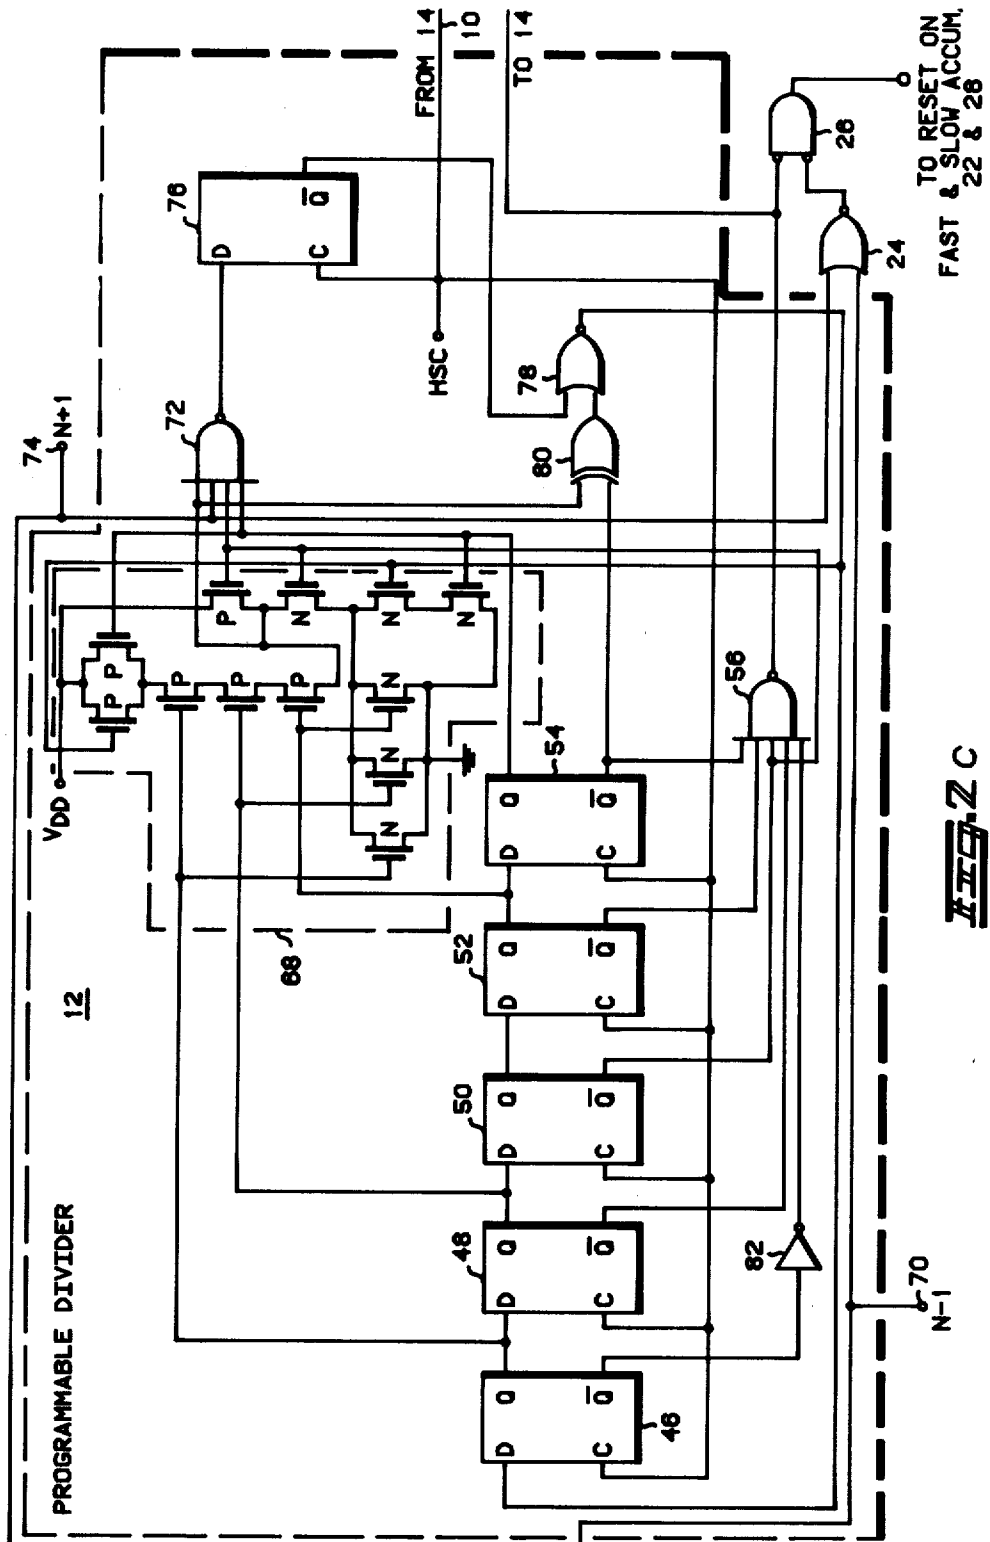 PROGRAMMABLE DIVIDER
12
VDD
74
N+1
P P
P
P
P
P
N
N
N
N
N
N
68
72
76
D
C
Q̅
HSC
FROM 14
10
TO 14
D
C
Q
Q̅
46
D
C
Q
Q̅
48
D
C
Q
Q̅
50
D
C
Q
Q̅
52
D
C
Q
Q̅
54
80
78
56
82
26
24
70
N-1
TO RESET ON
FAST & SLOW ACCUM.
22 & 28
Fig. 2C